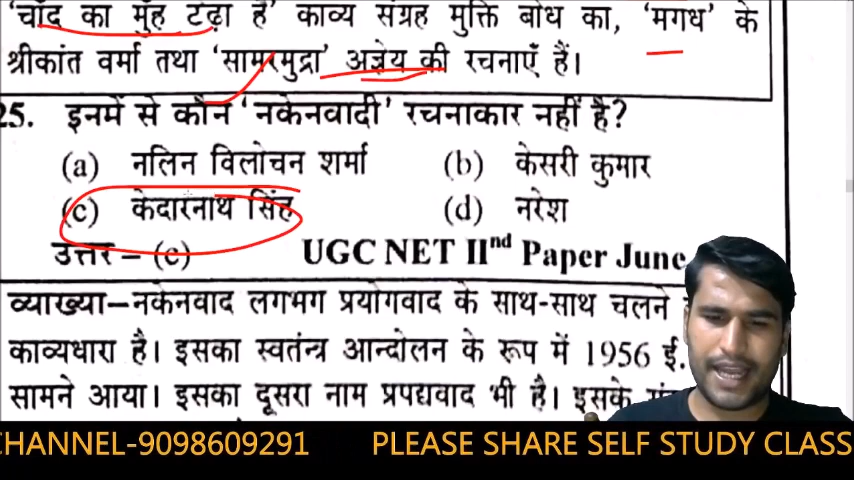 'चाँद का मुँह टेढ़ा है' काव्य संग्रह मुक्ति बोध का, 'मगध' के
श्रीकांत वर्मा तथा 'सामरमुद्रा' अज्ञेय की रचनाएँ हैं।
25. इनमें से कौन 'नकेनवादी' रचनाकार नहीं है?
(a) नलिन विलोचन शर्मा (b) केसरी कुमार
(c) केदारनाथ सिंह (d) नरेश
उत्तर – (c) UGC NET IInd Paper June
व्याख्या–नकेनवाद लगभग प्रयोगवाद के साथ-साथ चलने
काव्यधारा है। इसका स्वतंन्त्र आन्दोलन के रूप में 1956 ई.
सामने आया। इसका दूसरा नाम प्रपद्यवाद भी है। इसके
CHANNEL-9098609291 PLEASE SHARE SELF STUDY CLASS